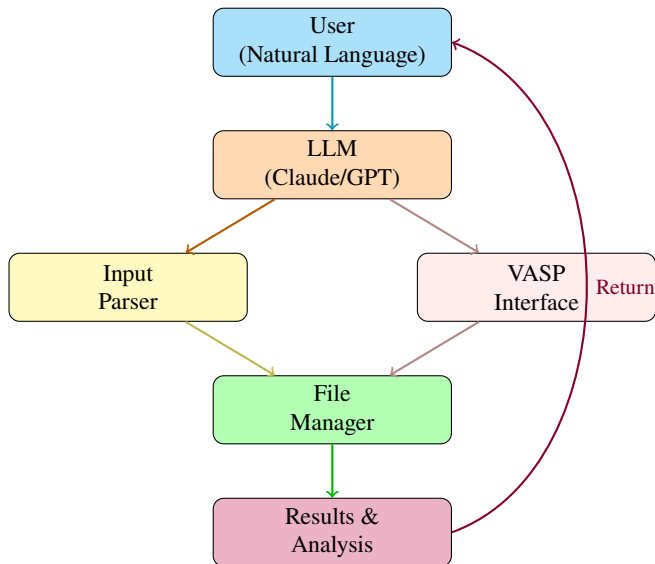 User
(Natural Language)
LLM
(Claude/GPT)
Input
Parser
VASP
Interface
Return
File
Manager
Results &
Analysis